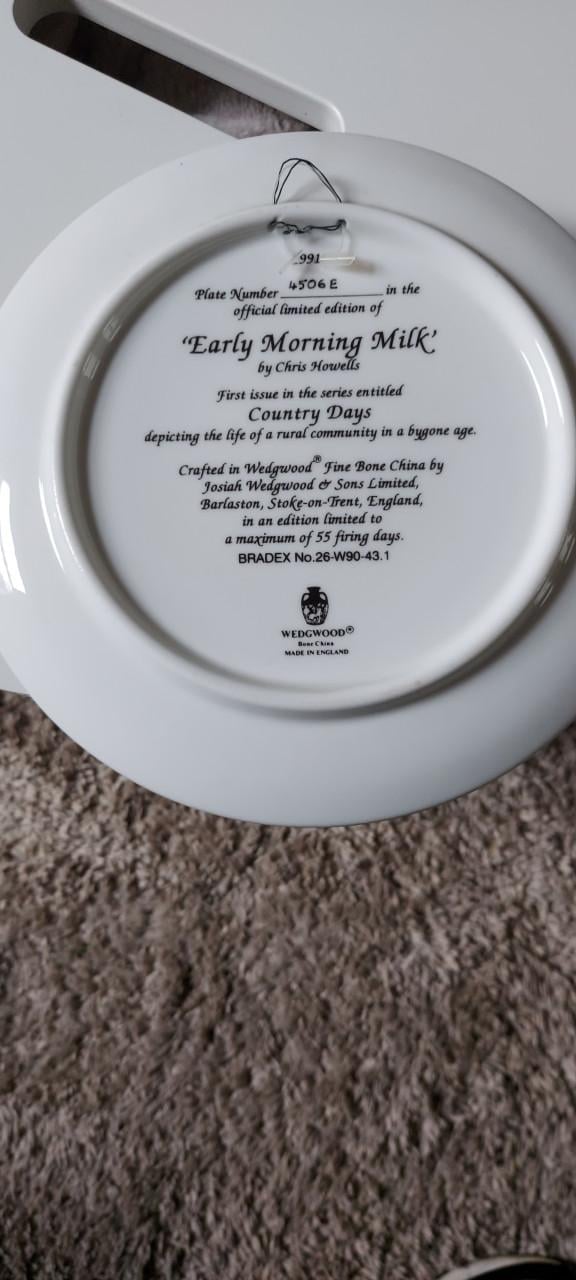 991
Plate Number 4506 E in the
official limited edition of
'Early Morning Milk'
by Chris Howells
First issue in the series entitled
Country Days
depicting the life of a rural community in a bygone age.
Crafted in Wedgwood® Fine Bone China by
Josiah Wedgwood & Sons Limited,
Barlaston, Stoke-on-Trent, England,
in an edition limited to
a maximum of 55 firing days.
BRADEX No.26-W90-43.1
WEDGWOOD®
Bone China
MADE IN ENGLAND